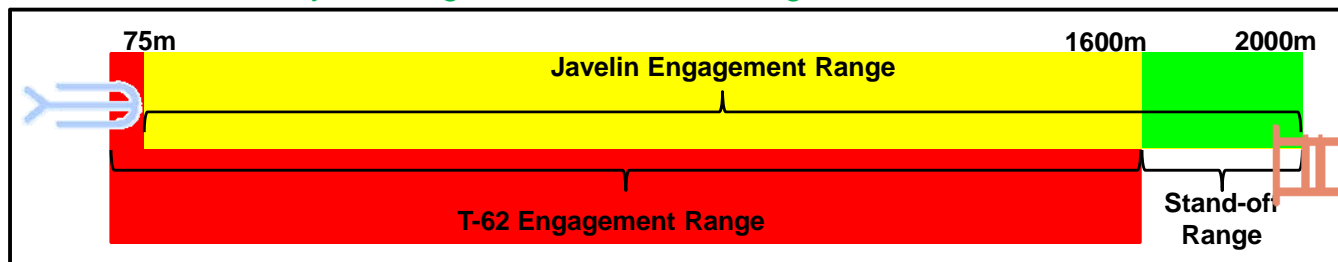 75m
1600m
2000m
Javelin Engagement Range
T-62 Engagement Range
Stand-off
Range